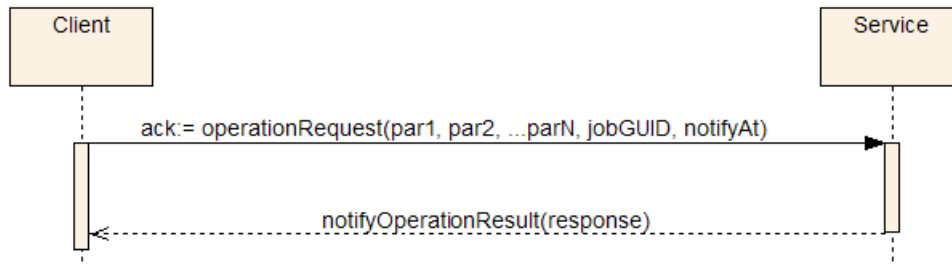 Client
Service
ack:= operationRequest(par1, par2, ...parN, jobGUID, notifyAt)
notifyOperationResult(response)